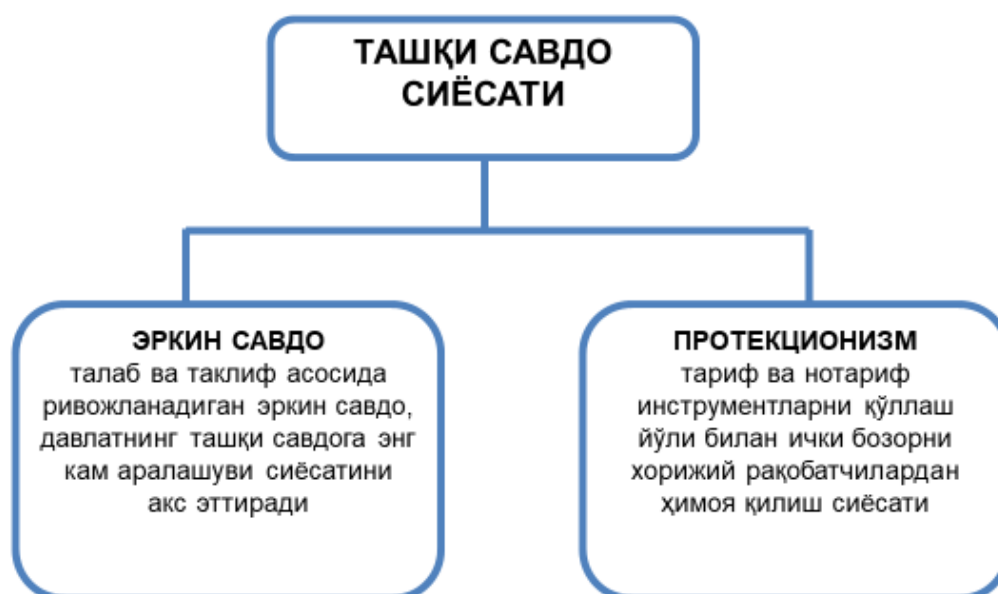 ТАШҚИ САВДО
СИЁСАТИ
ЭРКИН САВДО
талаб ва таклиф асосида
ривожланадиган эркин савдо,
давлатнинг ташқи савдога энг
кам аралашуви сиёсатини
акс эттиради
ПРОТЕКЦИОНИЗМ
тариф ва нотариф
инструментларни қўллаш
йўли билан ички бозорни
хорижий рақобатчилардан
ҳимоя қилиш сиёсати